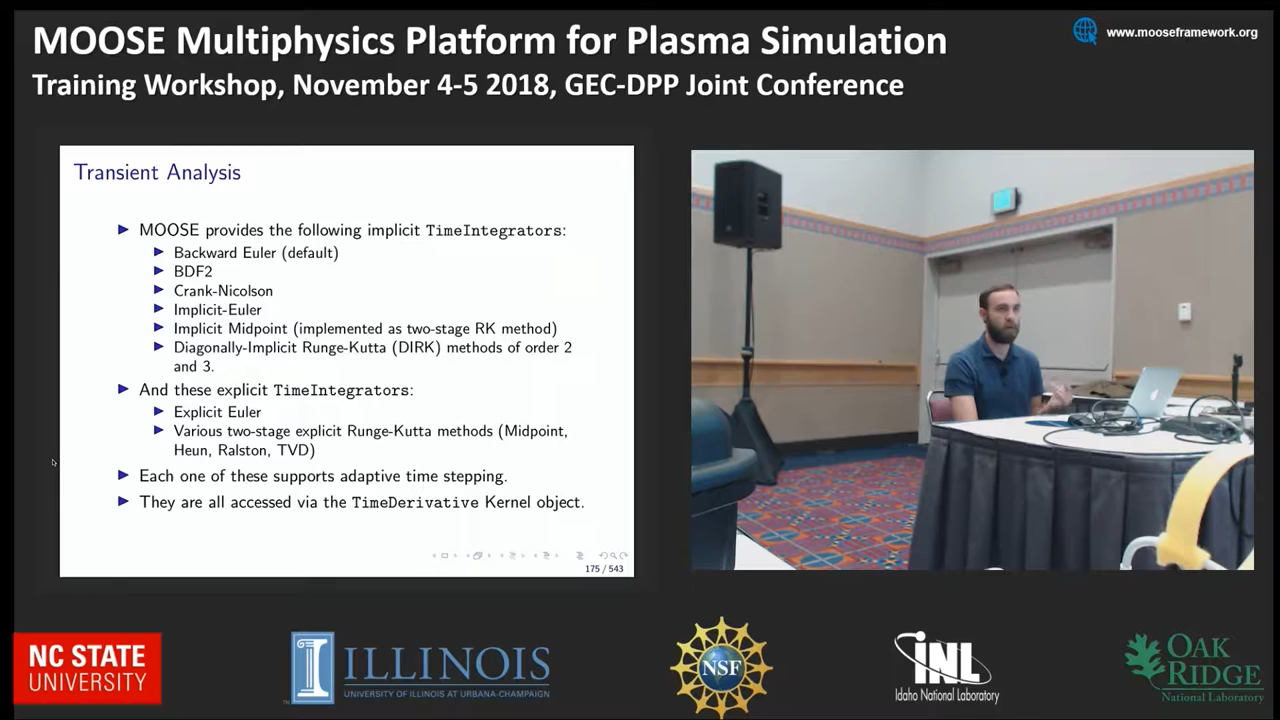 MOOSE Multiphysics Platform for Plasma Simulation
www.mooseframework.org
Training Workshop, November 4-5 2018, GEC-DPP Joint Conference
Transient Analysis
MOOSE provides the following implicit TimeIntegrators:
Backward Euler (default)
BDF2
Crank-Nicolson
Implicit-Euler
Implicit Midpoint (implemented as two-stage RK method)
Diagonally-Implicit Runge-Kutta (DIRK) methods of order 2
and 3.
And these explicit TimeIntegrators:
Explicit Euler
Various two-stage explicit Runge-Kutta methods (Midpoint,
Heun, Ralston, TVD)
Each one of these supports adaptive time stepping.
They are all accessed via the TimeDerivative Kernel object.
175 / 543
NC STATE
UNIVERSITY
ILLINOIS
UNIVERSITY OF ILLINOIS AT URBANA-CHAMPAIGN
NSF
INL
Idaho National Laboratory
OAK
RIDGE
National Laboratory